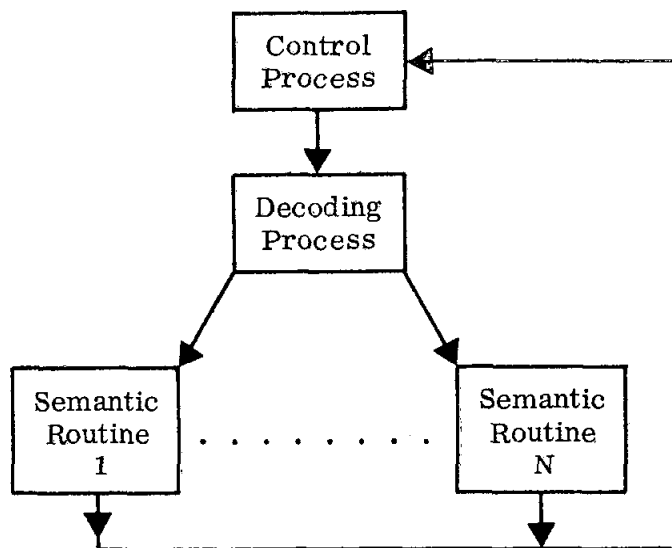 Control
Process
Decoding
Process
Semantic
Routine
1
Semantic
Routine
N